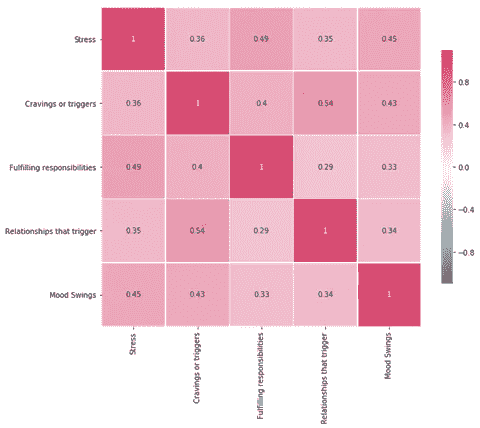 Stress 1 0.36 0.49 0.35 0.45
0.8
Cravings or triggers 0.36 1 0.4 0.54 0.43
0.4
Fulfilling responsibilities 0.49 0.4 1 0.29 0.33
0.0
−0.4
Relationships that trigger 0.35 0.54 0.29 1 0.34
−0.8
Mood Swings 0.45 0.43 0.33 0.34 1
Stress
Cravings or triggers
Fulfilling responsibilities
Relationships that trigger
Mood Swings